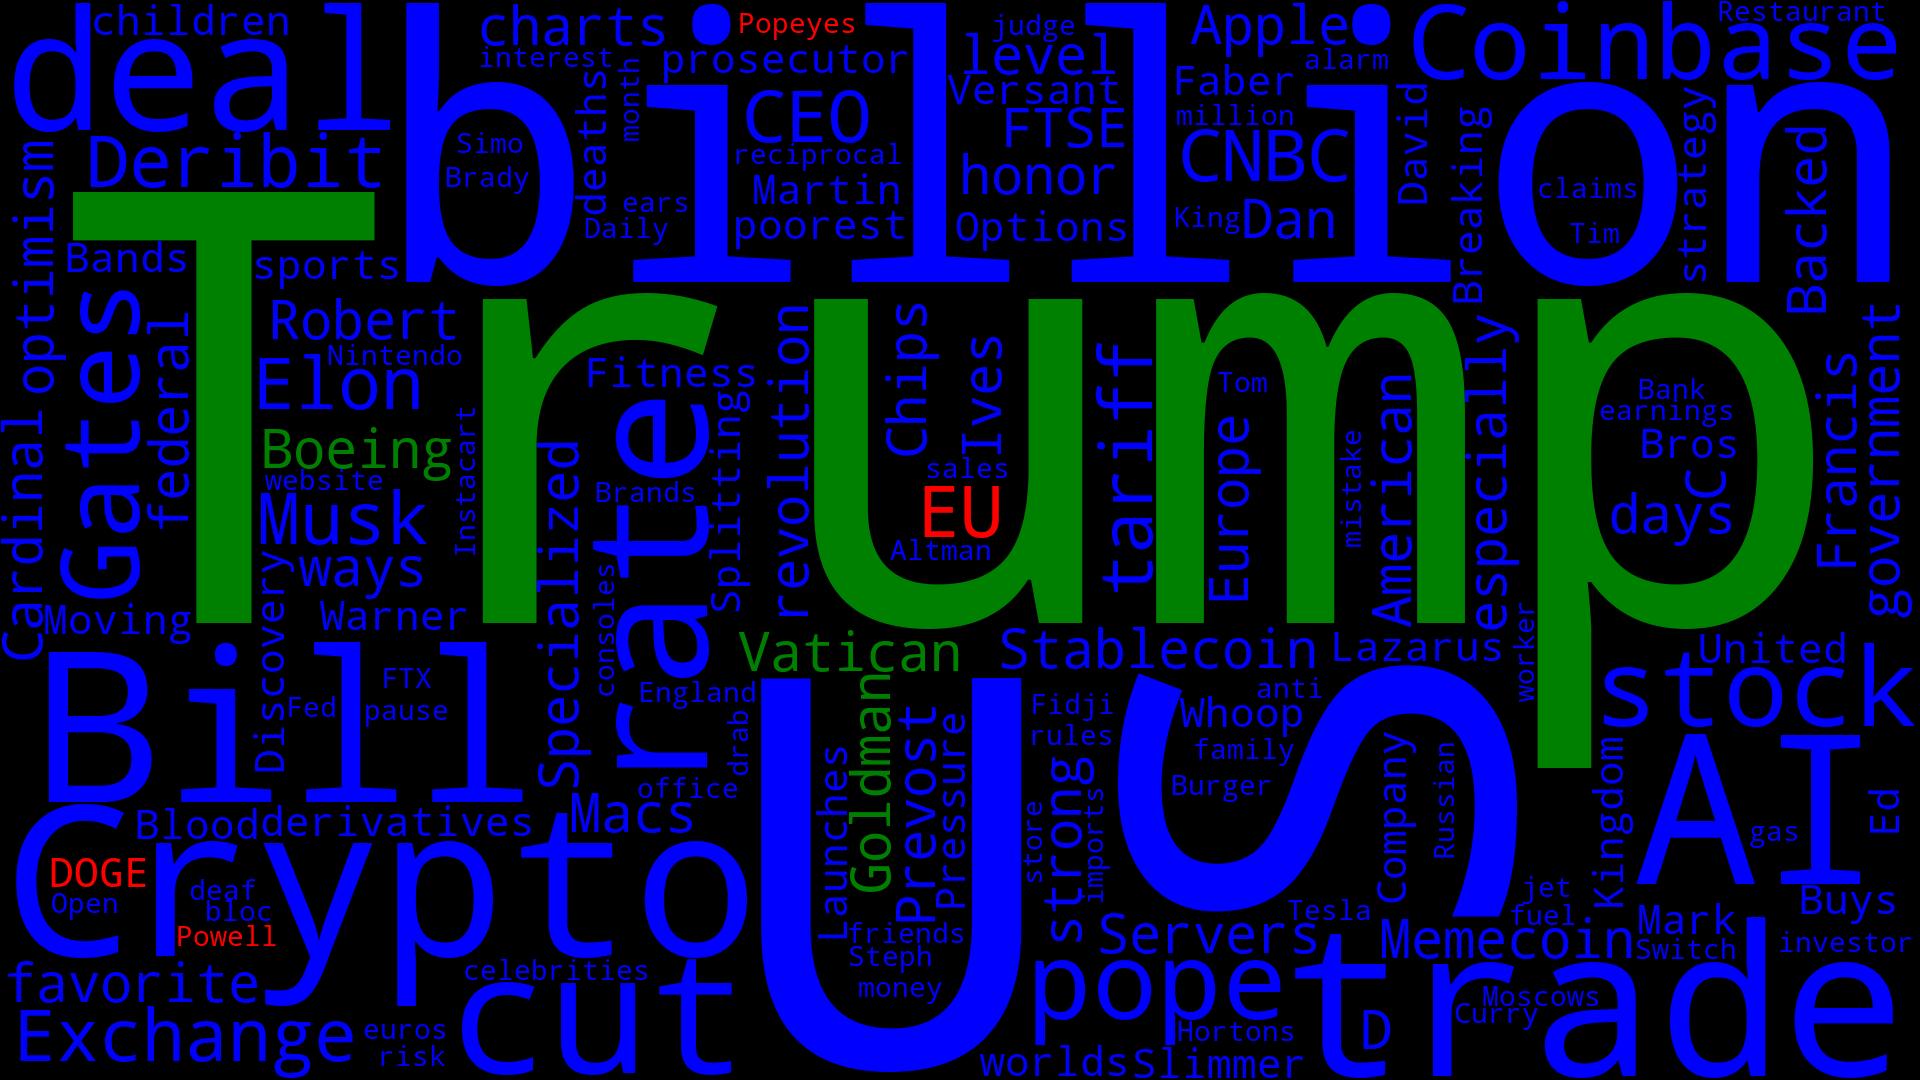 deal
children
billion
charts
interest
Popeyes
prosecutor
judge
level
Apple
alarm
Coinbase
Restaurant
Deribit
Simo
Brady
deaths
month
CEO
reciprocal
Martin
poorest
ears
Daily
Versant
FTSE
honor
Options
Faber
million
CNBC
King
Dan
David
Breaking
claims
Tim
strategy
Backed
optimism
Trump
Bands
sports
Gates
federal
Robert
Nintendo
Elon
Boeing
website
Musk
ways
Instacart
Cardinal
Moving
Discovery
Warner
Specialized
Fitness
rate
Brands
consoles
Splitting
revolution
Chips
Ives
sales
EU
Altman
tariff
Tom
Europe
mistake
American
especially
Bank
earnings
Bros
C
days
Francis
government
Bill
Fed
FTX
pause
England
drab
office
Vatican
Stablecoin
Lazarus
worker
United
stock
US
Launches
Goldman
Prevost
Pressure
friends
Steph
money
Fidji
rules
anti
Whoop
family
Burger
store
strong
imports
Company
Russian
Kingdom
AI
gas
Ed
Crypto
Blood
derivatives
Macs
DOGE
Open
deaf
bloc
Powell
favorite
Exchange
euros
risk
celebrities
cut
Servers
Tesla
jet
fuel
Memecoin
Mark
Switch
Buys
investor
pope
Hortons
worlds
Slimmer
D
trade
Moscows
Curry